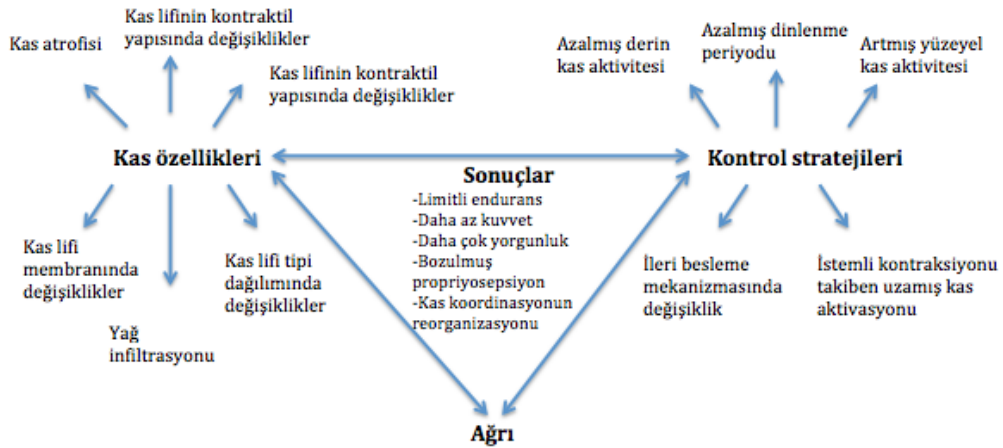 Kas atrofisi
Kas lifinin kontraktil
yapısında değişiklikler
Kas lifinin kontraktil
yapısında değişiklikler
Azalmış derin
kas aktivitesi
Azalmış dinlenme
periyodu
Artmış yüzeyel
kas aktivitesi
Kas özellikleri
Kontrol stratejileri
Sonuçlar
-Limitli endurans
-Daha az kuvvet
-Daha çok yorgunluk
-Bozulmuş
propriyosepsiyon
-Kas koordinasyonun
reorganizasyonu
Kas lifi
membranında
değişiklikler
Yağ
infiltrasyonu
Kas lifi tipi
dağılımında
değişiklikler
İleri besleme
mekanizmasında
değişiklik
İstemli kontraksiyonu
takiben uzamış kas
aktivasyonu
Ağrı